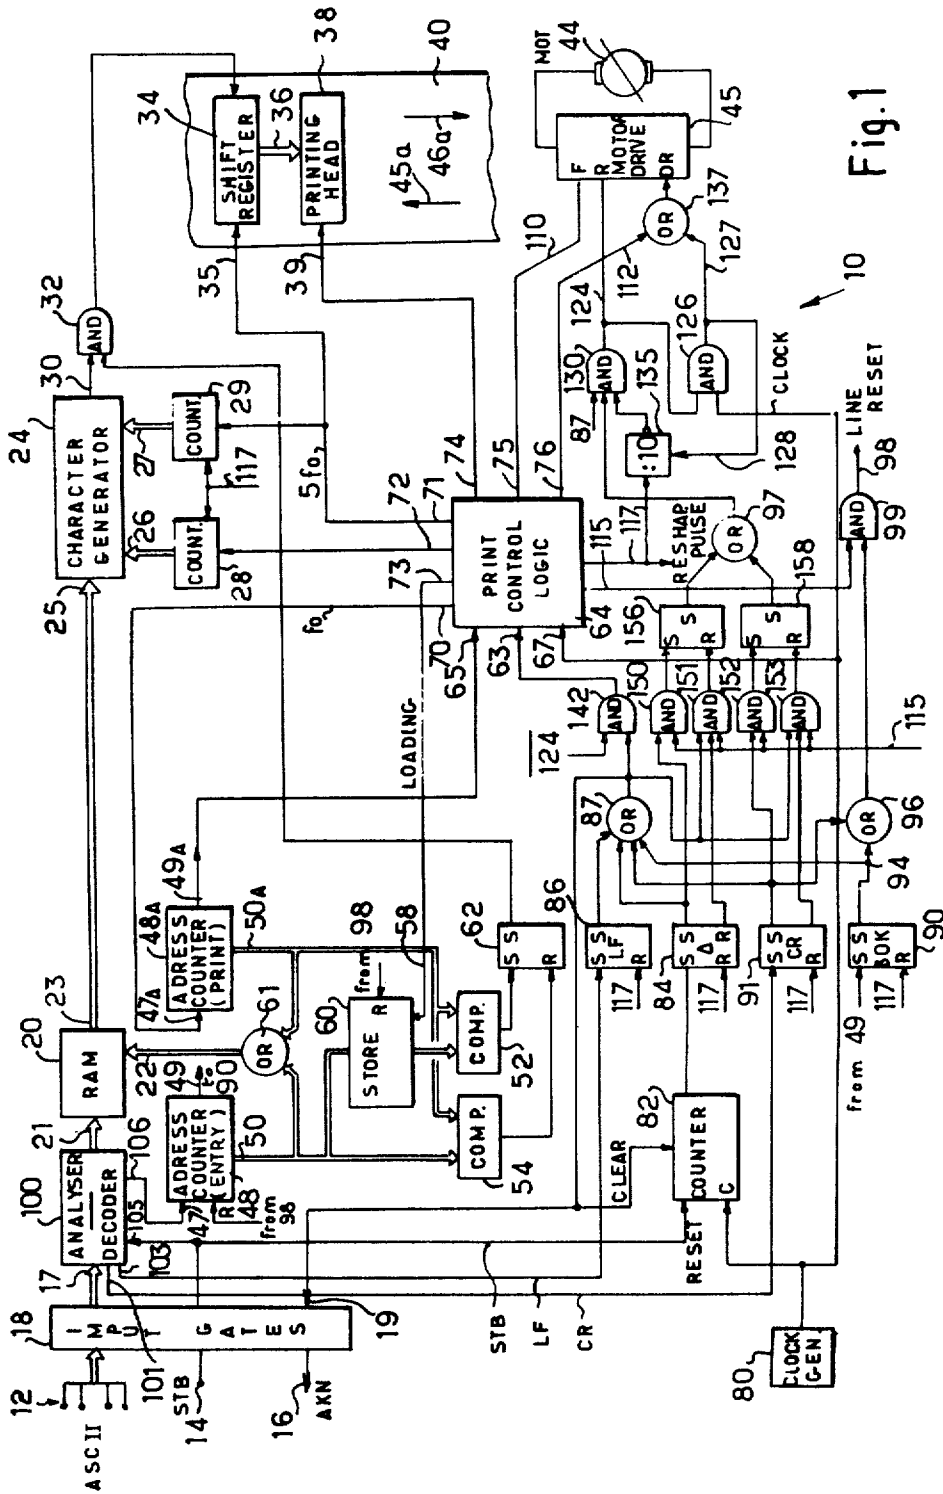 ASCII
12
STB
14
16
AKN
18
IMPUT GATES
17
101
19
100
ANALYSER
DECODER
103
105
106
21
20
RAM
23
22
25
24
CHARACTER
GENERATOR
26
27
28
COUNT.
29
COUNT.
117
30
32
AND
34
SHIFT
REGISTER
35
36
PRINTING
HEAD
38
39
40
45a
46a
47
R
48
ADRESS
COUNTER
(ENTRY)
49
to
90
50
from
98
47A
48A
ADRESS
COUNTER
(PRINT)
49A
50A
61
OR
60
STORE
R
from 98
58
COMP.
52
COMP.
54
LOADING
fo
5fo
70
73
72
71
74
75
76
65
63
67
PRINT
CONTROL
LOGIC
64
62
S S
R
86
S S
LF
R
117
84
S S
Δ
R R
117
91
S S
CR
R
117
from 49
S S
BOK
R
117
90
82
COUNTER
C
CLEAR
RESET
STB
LF
CR
80
CLOCK
GEN.
87
OR
94
OR
96
124
142
AND
150
AND
151
AND
152
AND
153
AND
115
156
S S
R
158
S S
R
OR
97
RESHAP
PULSE
117
115
:10
135
128
87
130
AND
124
126
AND
127
112
110
OR
137
F
R
MOTOR
DRIVE
DR
45
MOT
44
CLOCK
AND
99
98
LINE
RESET
10
Fig.1